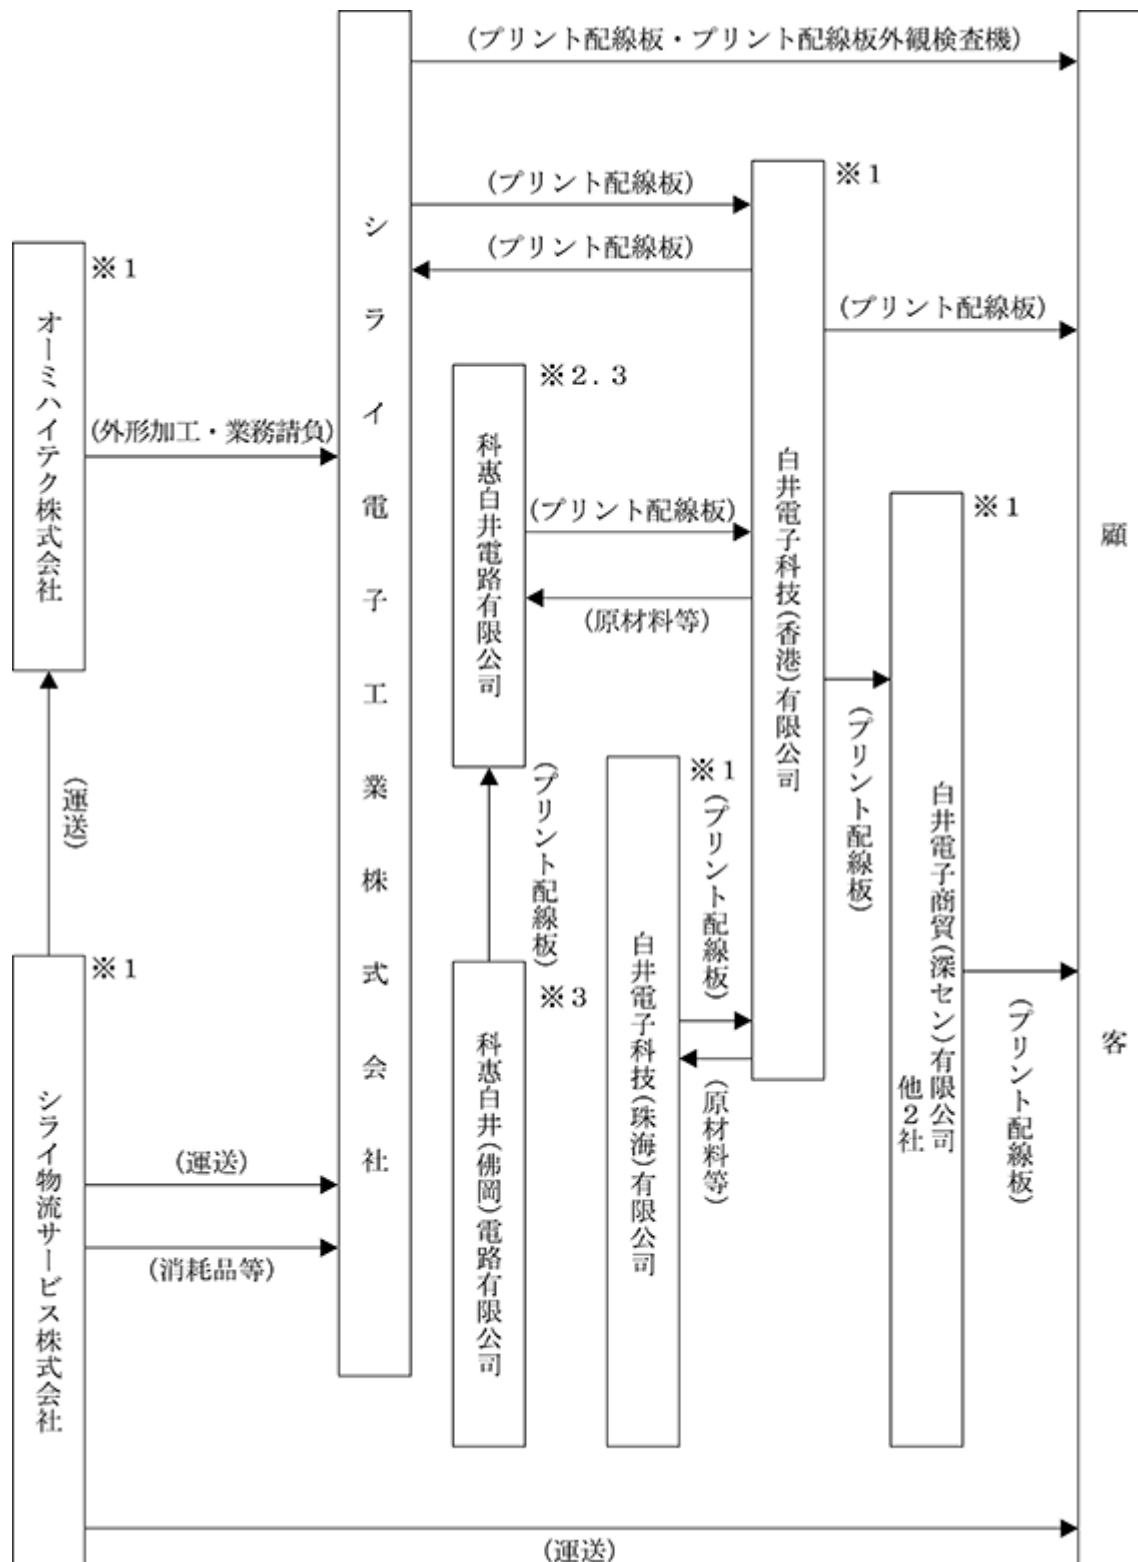 (プリント配線板・プリント配線板外観検査機)
※1
(プリント配線板)
(プリント配線板)
(プリント配線板)
※1
オーミハイテク株式会社
(外形加工・業務請負)
シライ電子工業株式会社
※2.3
科惠白井電路有限公司
(プリント配線板)
(原材料等)
白井電子科技(香港)有限公司
※1
顧客
(プリント配線板)
白井電子商貿(深セン)有限公司
他2社
(プリント配線板)
(運送)
(プリント配線板)
※1
(プリント配線板)
白井電子科技(珠海)有限公司
(原材料等)
※3
科惠白井(佛岡)電路有限公司
※1
シライ物流サービス株式会社
(運送)
(消耗品等)
(運送)